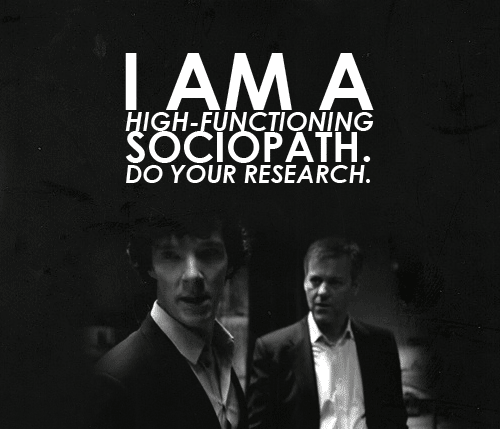 I AM A
HIGH-FUNCTIONING
SOCIOPATH.
DO YOUR RESEARCH.